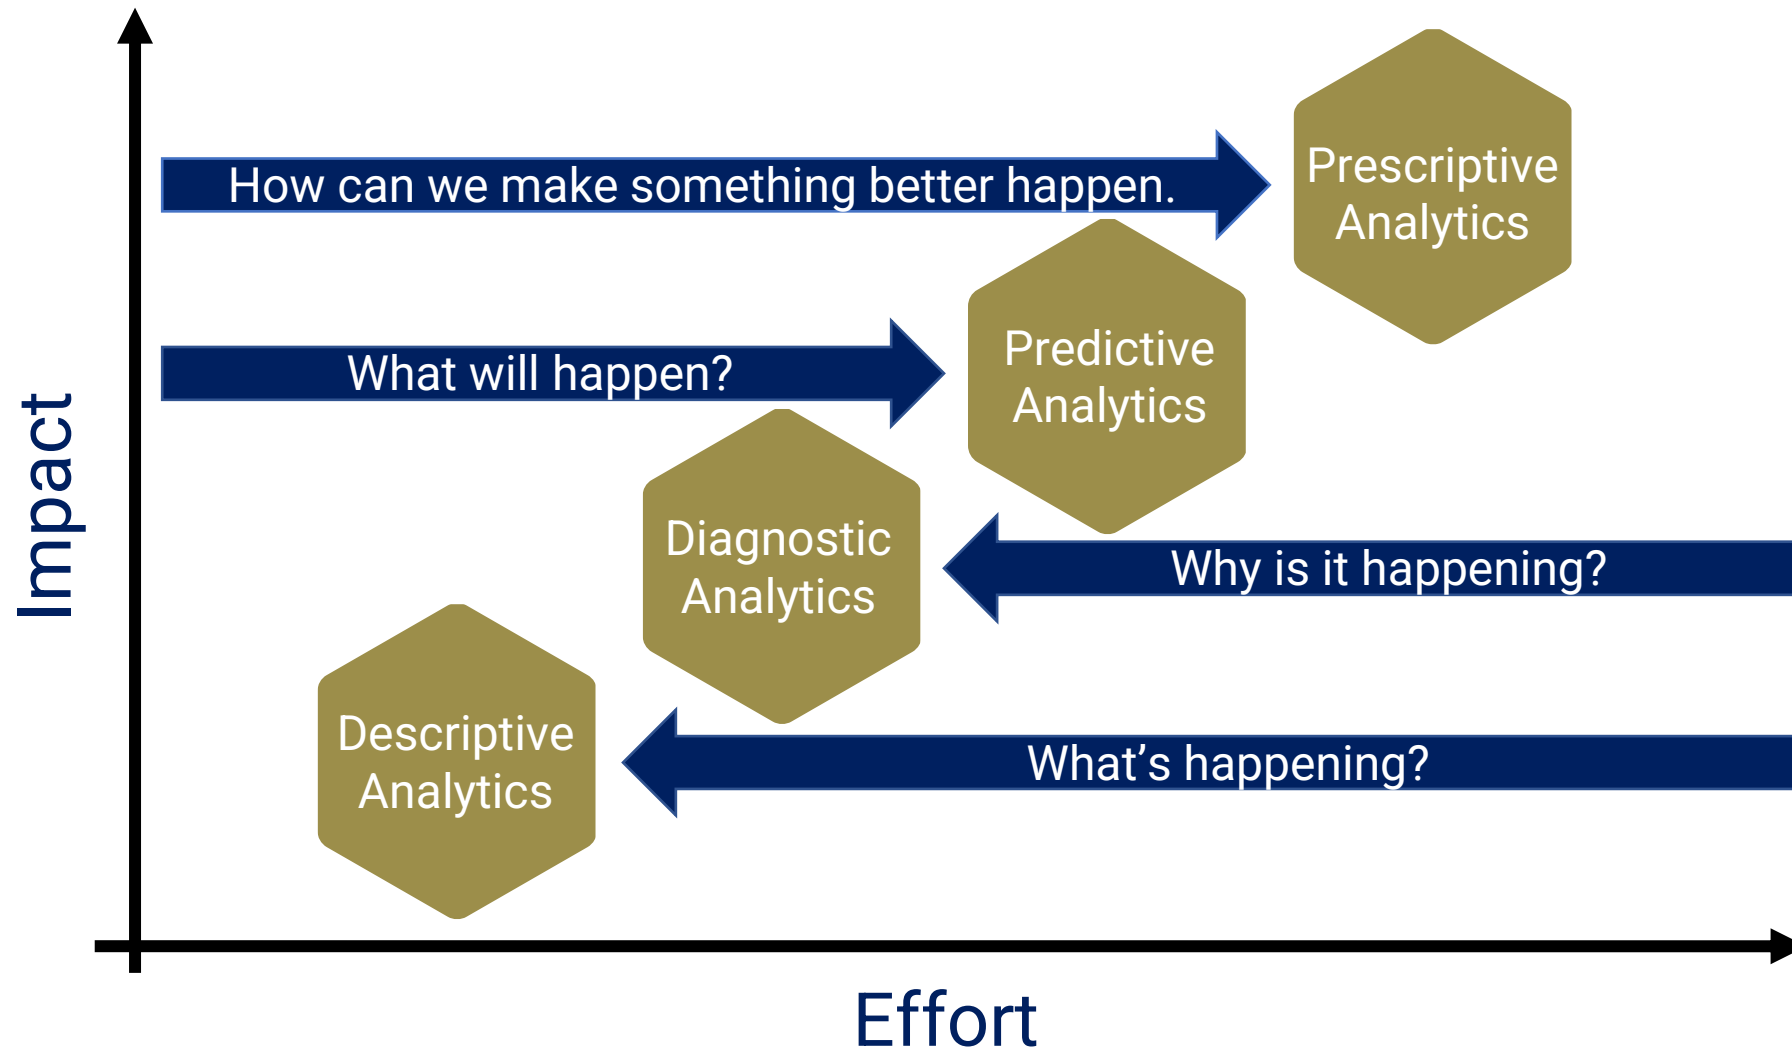 How can we make something better happen.
Prescriptive
Analytics
What will happen?
Predictive
Analytics
Impact
Diagnostic
Analytics
Why is it happening?
Descriptive
Analytics
What’s happening?
Effort